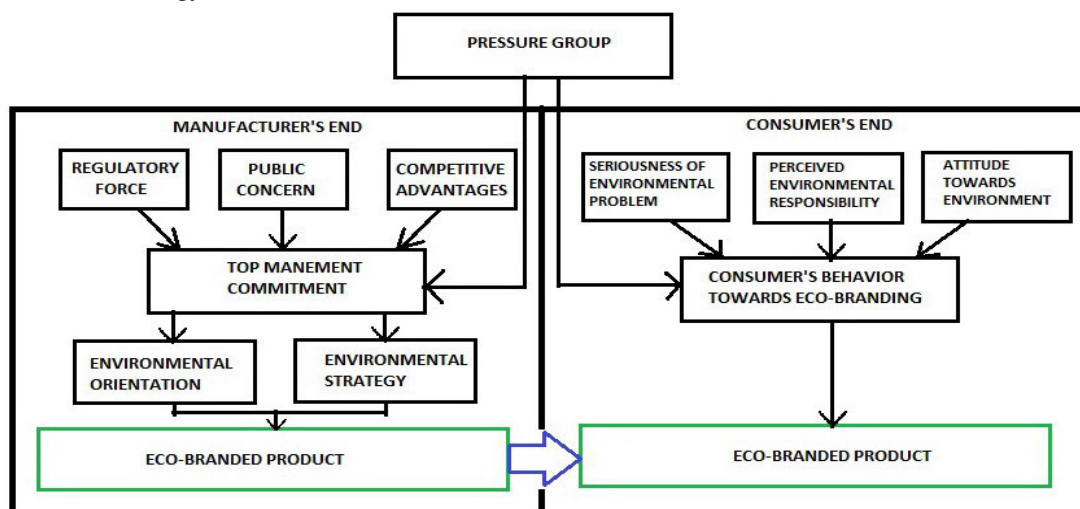 PRESSURE GROUP
MANUFACTURER'S END
REGULATORY
FORCE
PUBLIC
CONCERN
COMPETITIVE
ADVANTAGES
TOP MANEMENT
COMMITMENT
ENVIRONMENTAL
ORIENTATION
ENVIRONMENTAL
STRATEGY
ECO-BRANDED PRODUCT
CONSUMER'S END
SERIOUSNESS OF
ENVIRONMENTAL
PROBLEM
PERCEIVED
ENVIRONMENTAL
RESPONSIBILITY
ATTITUDE
TOWARDS
ENVIRONMENT
CONSUMER'S BEHAVIOR
TOWARDS ECO-BRANDING
ECO-BRANDED PRODUCT